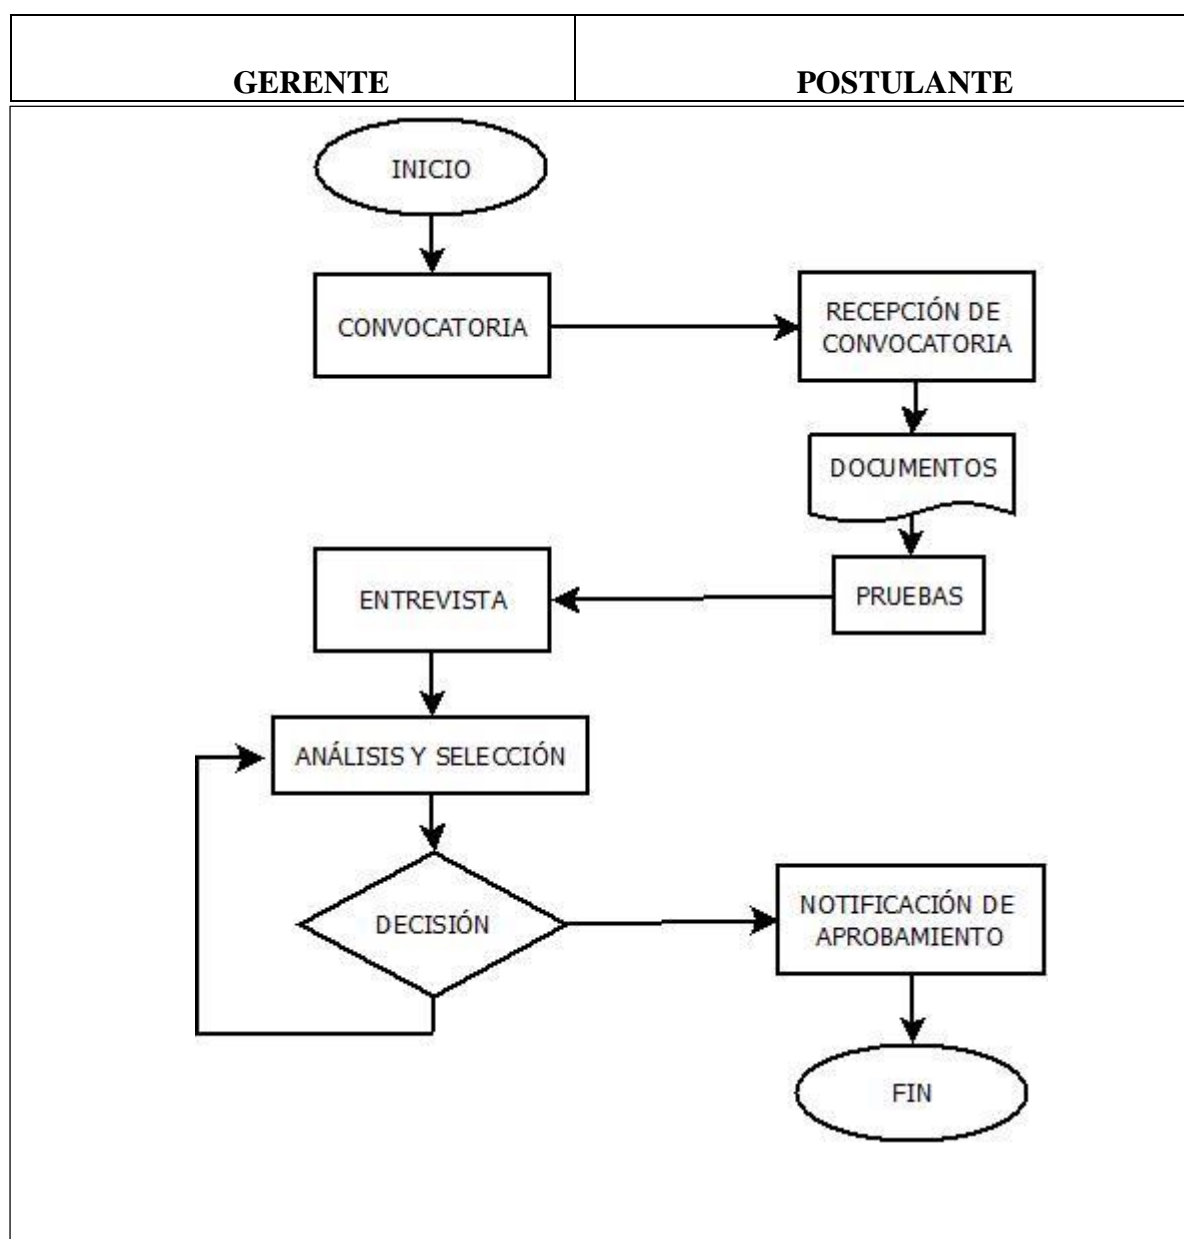 GERENTE
POSTULANTE
INICIO
CONVOCATORIA
RECEPCIÓN DE
CONVOCATORIA
DOCUMENTOS
PRUEBAS
ENTREVISTA
ANÁLISIS Y SELECCIÓN
DECISIÓN
NOTIFICACIÓN DE
APROBAMIENTO
FIN